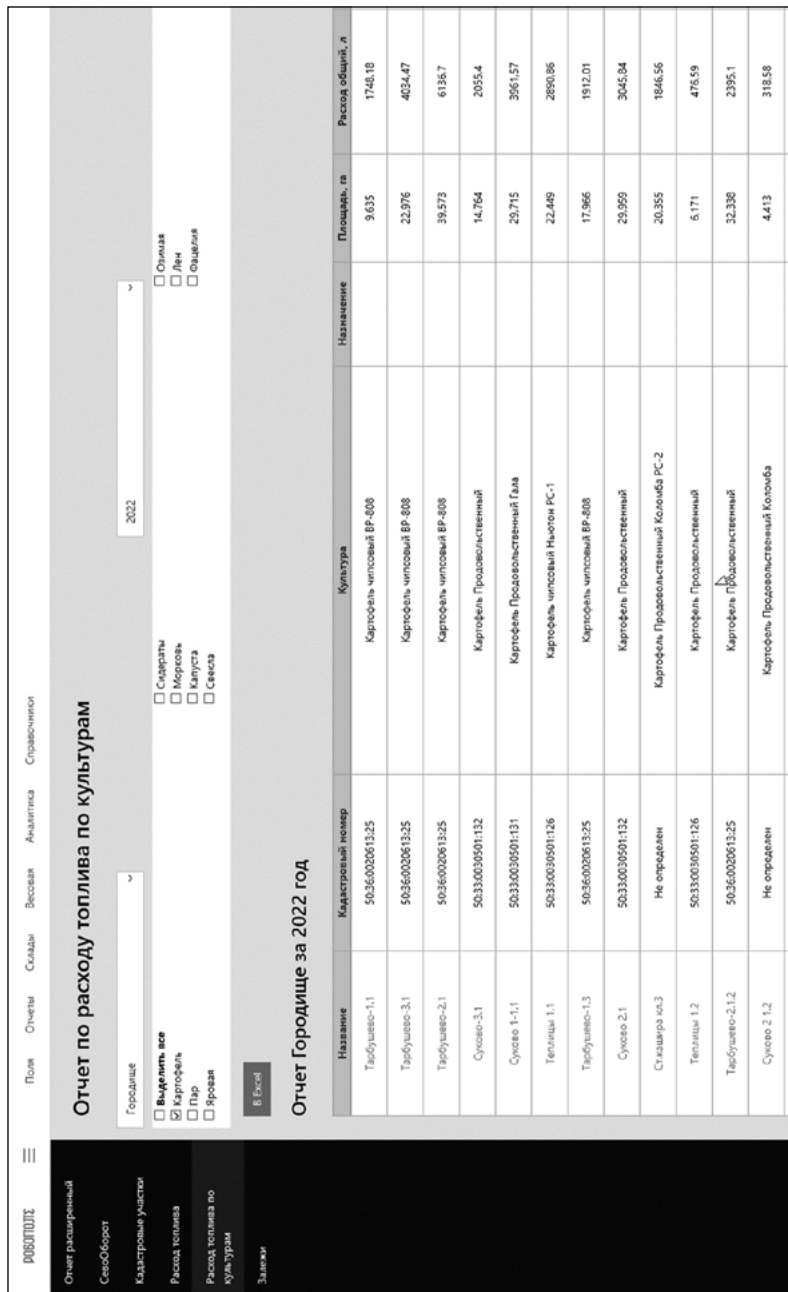 РОБОПОЛЕ
Поля Отчеты Склады Весовая Аналитика Справочники
Отчет расширенный
СевоОборот
Кадастровые участки
Расход топлива
Расход топлива по
культурам
Залежи
Отчет по расходу топлива по культурам
Городище 2022
Выделить все Сидераты Озимая
Картофель Морковь Лен
Пар Капуста Фацелия
Яровая Свекла
В Excel
Отчет Городище за 2022 год
Название Кадастровый номер Культура Назначение Площадь, га Расход общий, л
Тарбушево-1.1 50:36:0020613:25 Картофель чипсовый ВР-808 9.635 1748.18
Тарбушево-3.1 50:36:0020613:25 Картофель чипсовый ВР-808 22.976 4034.47
Тарбушево-2.1 50:36:0020613:25 Картофель чипсовый ВР-808 39.573 6136.7
Суково-3.1 50:33:0030501:132 Картофель Продовольственный 14.764 2055.4
Суково 1-1.1 50:33:0030501:131 Картофель Продовольственный Гала 29.715 3961.57
Теплицы 1.1 50:33:0030501:126 Картофель чипсовый Ньютон РС-1 22.449 2890.86
Тарбушево-1.3 50:36:0020613:25 Картофель чипсовый ВР-808 17.966 1912.01
Суково 2.1 50:33:0030501:132 Картофель Продовольственный 29.959 3045.84
Ст.кашира кл.3 Не определен Картофель Продовольственный Коломба РС-2 20.355 1846.56
Теплицы 1.2 50:33:0030501:126 Картофель Продовольственный 6.171 476.59
Тарбушево-2.1.2 50:36:0020613:25 Картофель Продовольственный 32.338 2395.1
Суково 2 1.2 Не определен Картофель Продовольственный Коломба 4.413 318.58